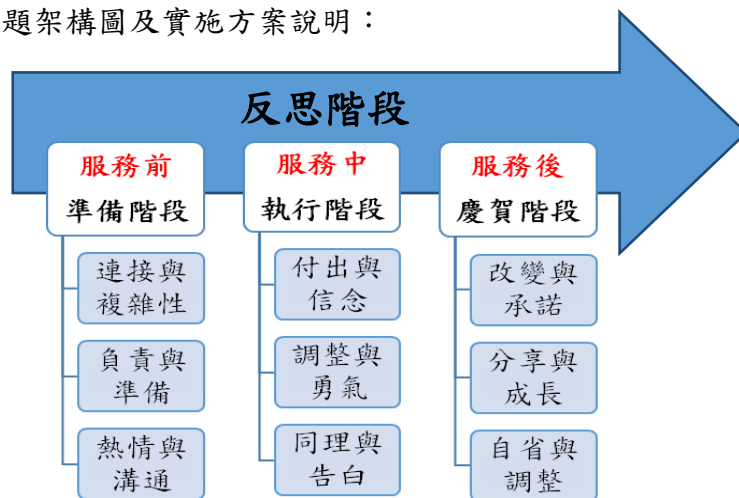 題架構圖及實施方案說明：
反思階段
服務前
準備階段
連接與
複雜性
負責與
準備
熱情與
溝通
服務中
執行階段
付出與
信念
調整與
勇氣
同理與
告白
服務後
慶賀階段
改變與
承諾
分享與
成長
自省與
調整